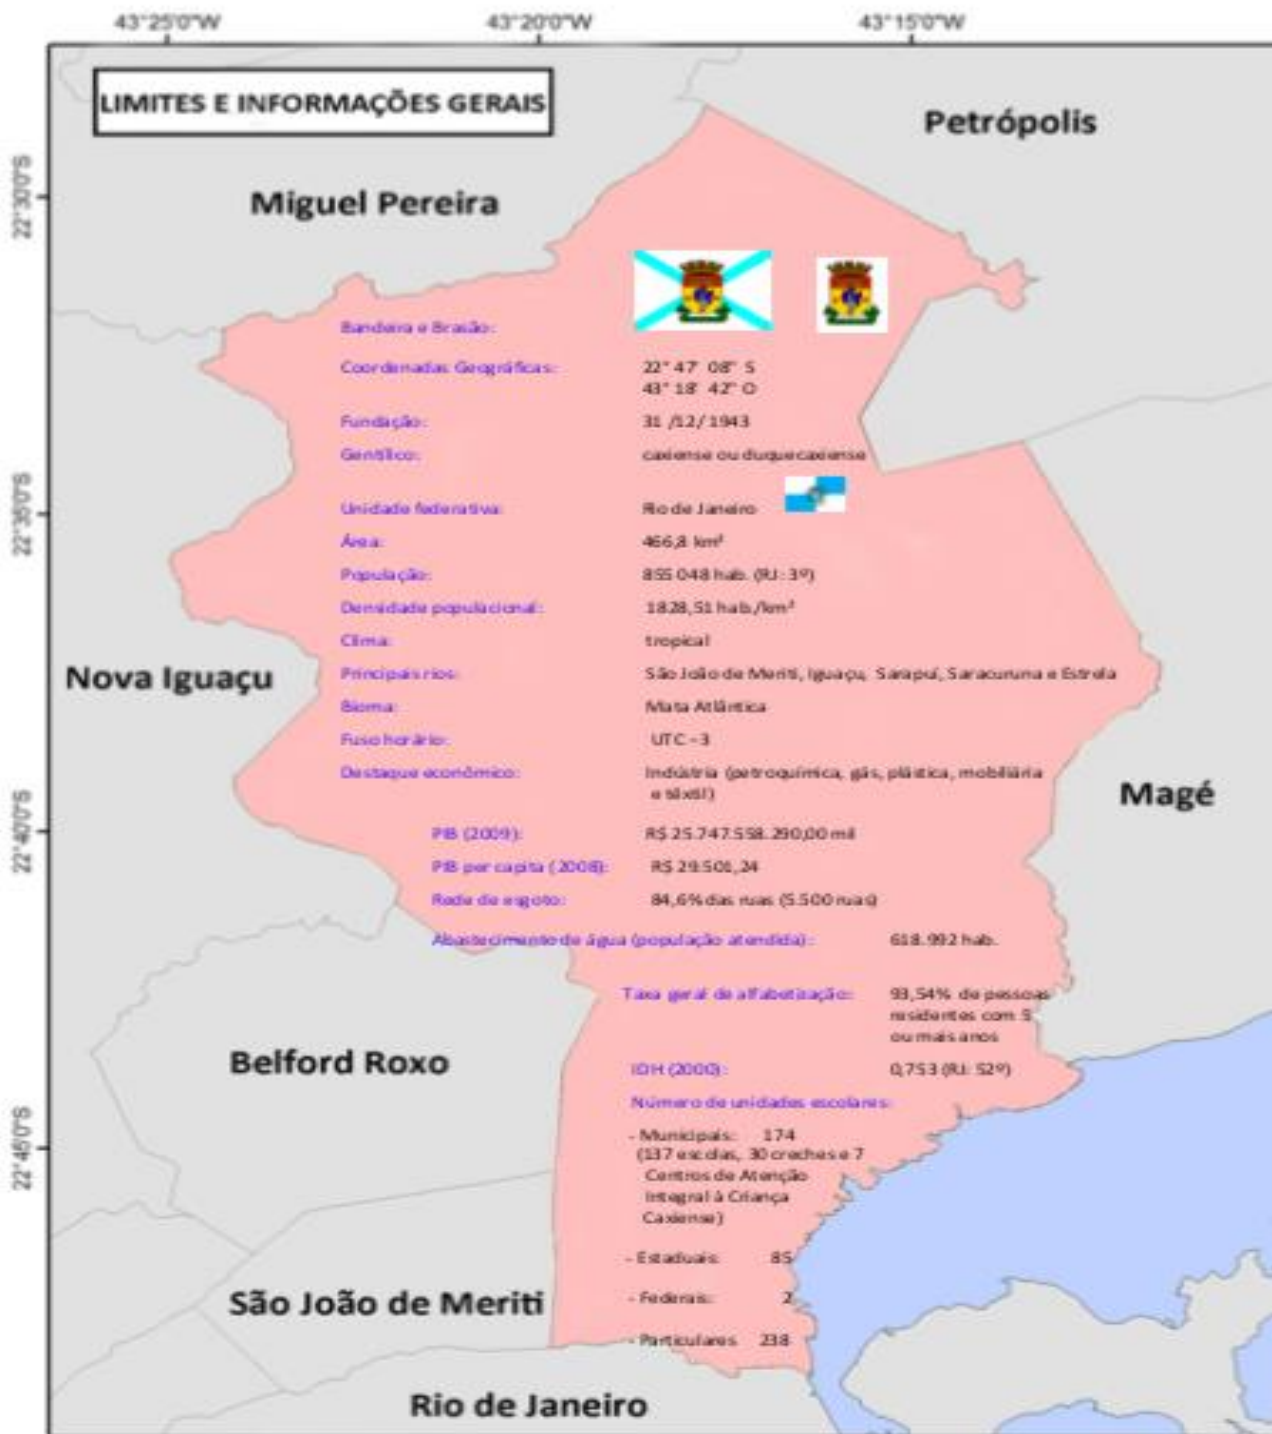 43°25'0"W 43°20'0"W 43°15'0"W
LIMITES E INFORMAÇÕES GERAIS
Petrópolis
22°30'0"S
Miguel Pereira
Bandeira e Brasão:
Coordenadas Geográficas: 22° 47' 08" S
43° 18' 42" O
Fundação: 31 /12/ 1943
Gentílico: caxiense ou duquecaxiense
22°35'0"S
Unidade federativa: Rio de Janeiro
Área: 466,8 km²
População: 855 048 hab. (RJ: 3º)
Densidade populacional: 1828,51 hab./km²
Clima: tropical
Nova Iguaçu
Principais rios: São João de Meriti, Iguaçu, Sarapuí, Saracuruna e Estrela
Bioma: Mata Atlântica
Fuso horário: UTC - 3
Destaque econômico: Indústria (petroquímica, gás, plástica, mobiliária
e têxtil)
Magé
22°40'0"S
PIB (2009): R$ 25.747.558.290,00 mil
PIB per capita (2008): R$ 29.501,24
Rede de esgoto: 84,6% das ruas (5.500 ruas)
Abastecimento de água (população atendida): 618.992 hab.
Taxa geral de alfabetização: 93,54% de pessoas
residentes com 5
ou mais anos
Belford Roxo
IDH (2000): 0,753 (RJ: 52º)
Número de unidades escolares:
22°45'0"S
- Municipais: 174
(137 escolas, 30 creches e 7
Centros de Atenção
Integral à Criança
Caxiense)
- Estaduais: 85
São João de Meriti
- Federais: 2
- Particulares 238
Rio de Janeiro